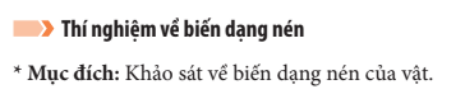 Thí nghiệm về biến dạng nén
* Mục đích: Khảo sát về biến dạng nén của vật.